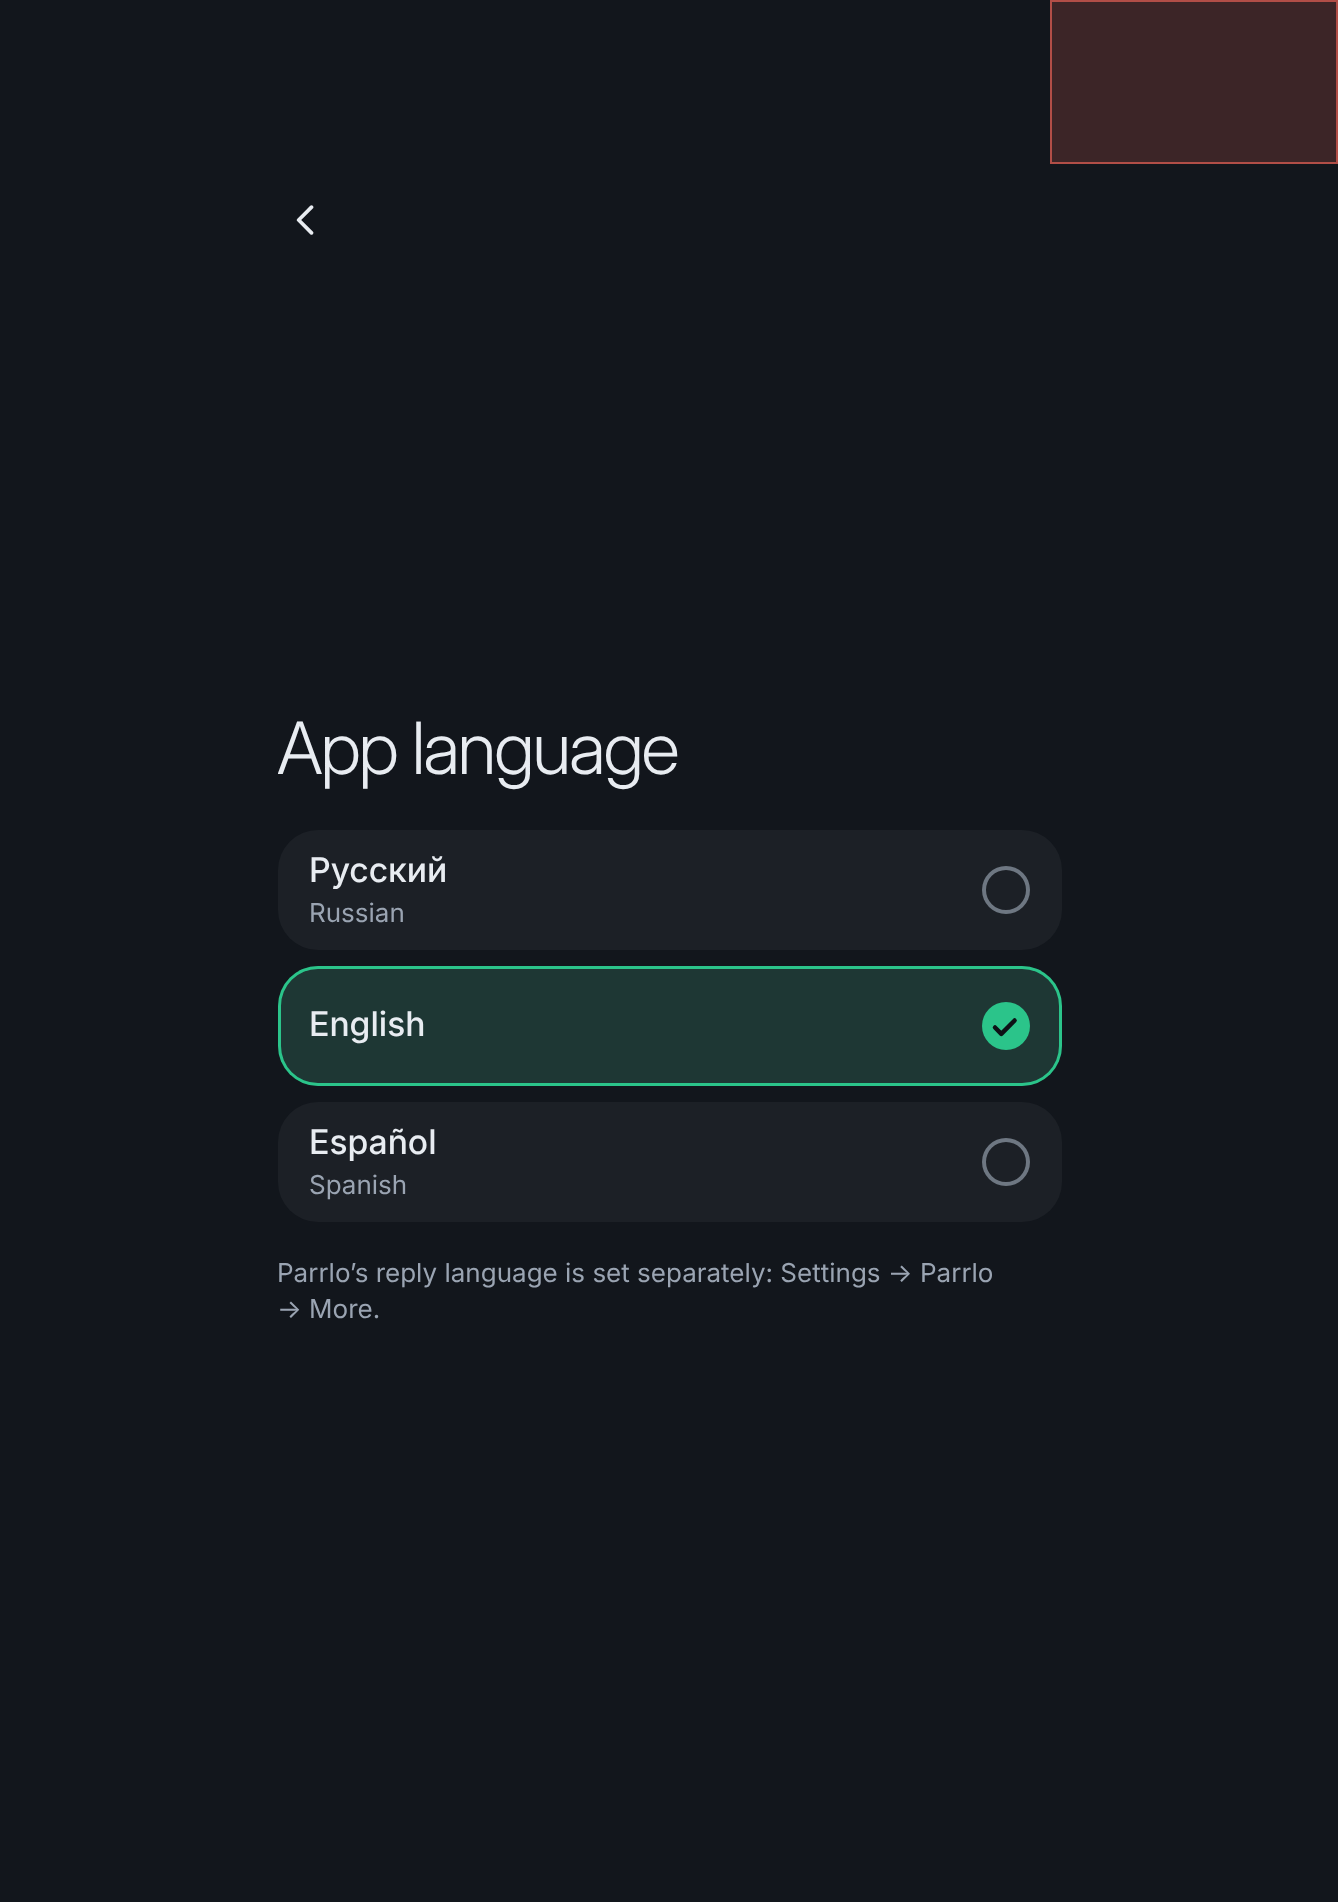 App language
Русский
Russian
English
Español
Spanish
Parrlo’s reply language is set separately: Settings → Parrlo
→ More.